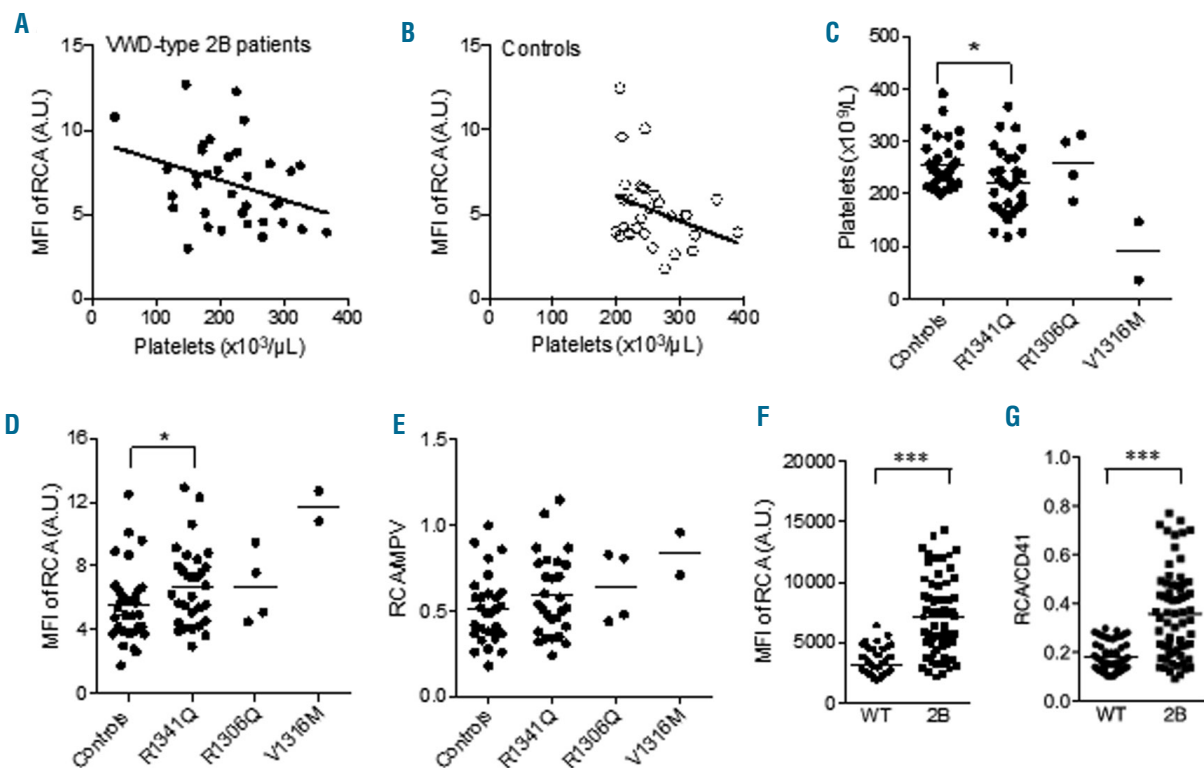 A
VWD-type 2B patients
MFI of RCA (A.U.)
15
10
5
0
0 100 200 300 400
Platelets (x10³/µL)
B
Controls
MFI of RCA (A.U.)
15
10
5
0
0 100 200 300 400
Platelets (x10³/µL)
C
*
Platelets (x10⁹/L)
500
400
300
200
100
0
Controls
R1341Q
R1306Q
V1316M
D
*
MFI of RCA (A.U.)
16
12
8
4
0
Controls
R1341Q
R1306Q
V1316M
E
RCA/MPV
1.5
1.0
0.5
0.0
Controls
R1341Q
R1306Q
V1316M
F
***
MFI of RCA (A.U.)
20000
15000
10000
5000
0
WT 2B
G
***
RCA/CD41
1.0
0.8
0.6
0.4
0.2
0.0
WT 2B